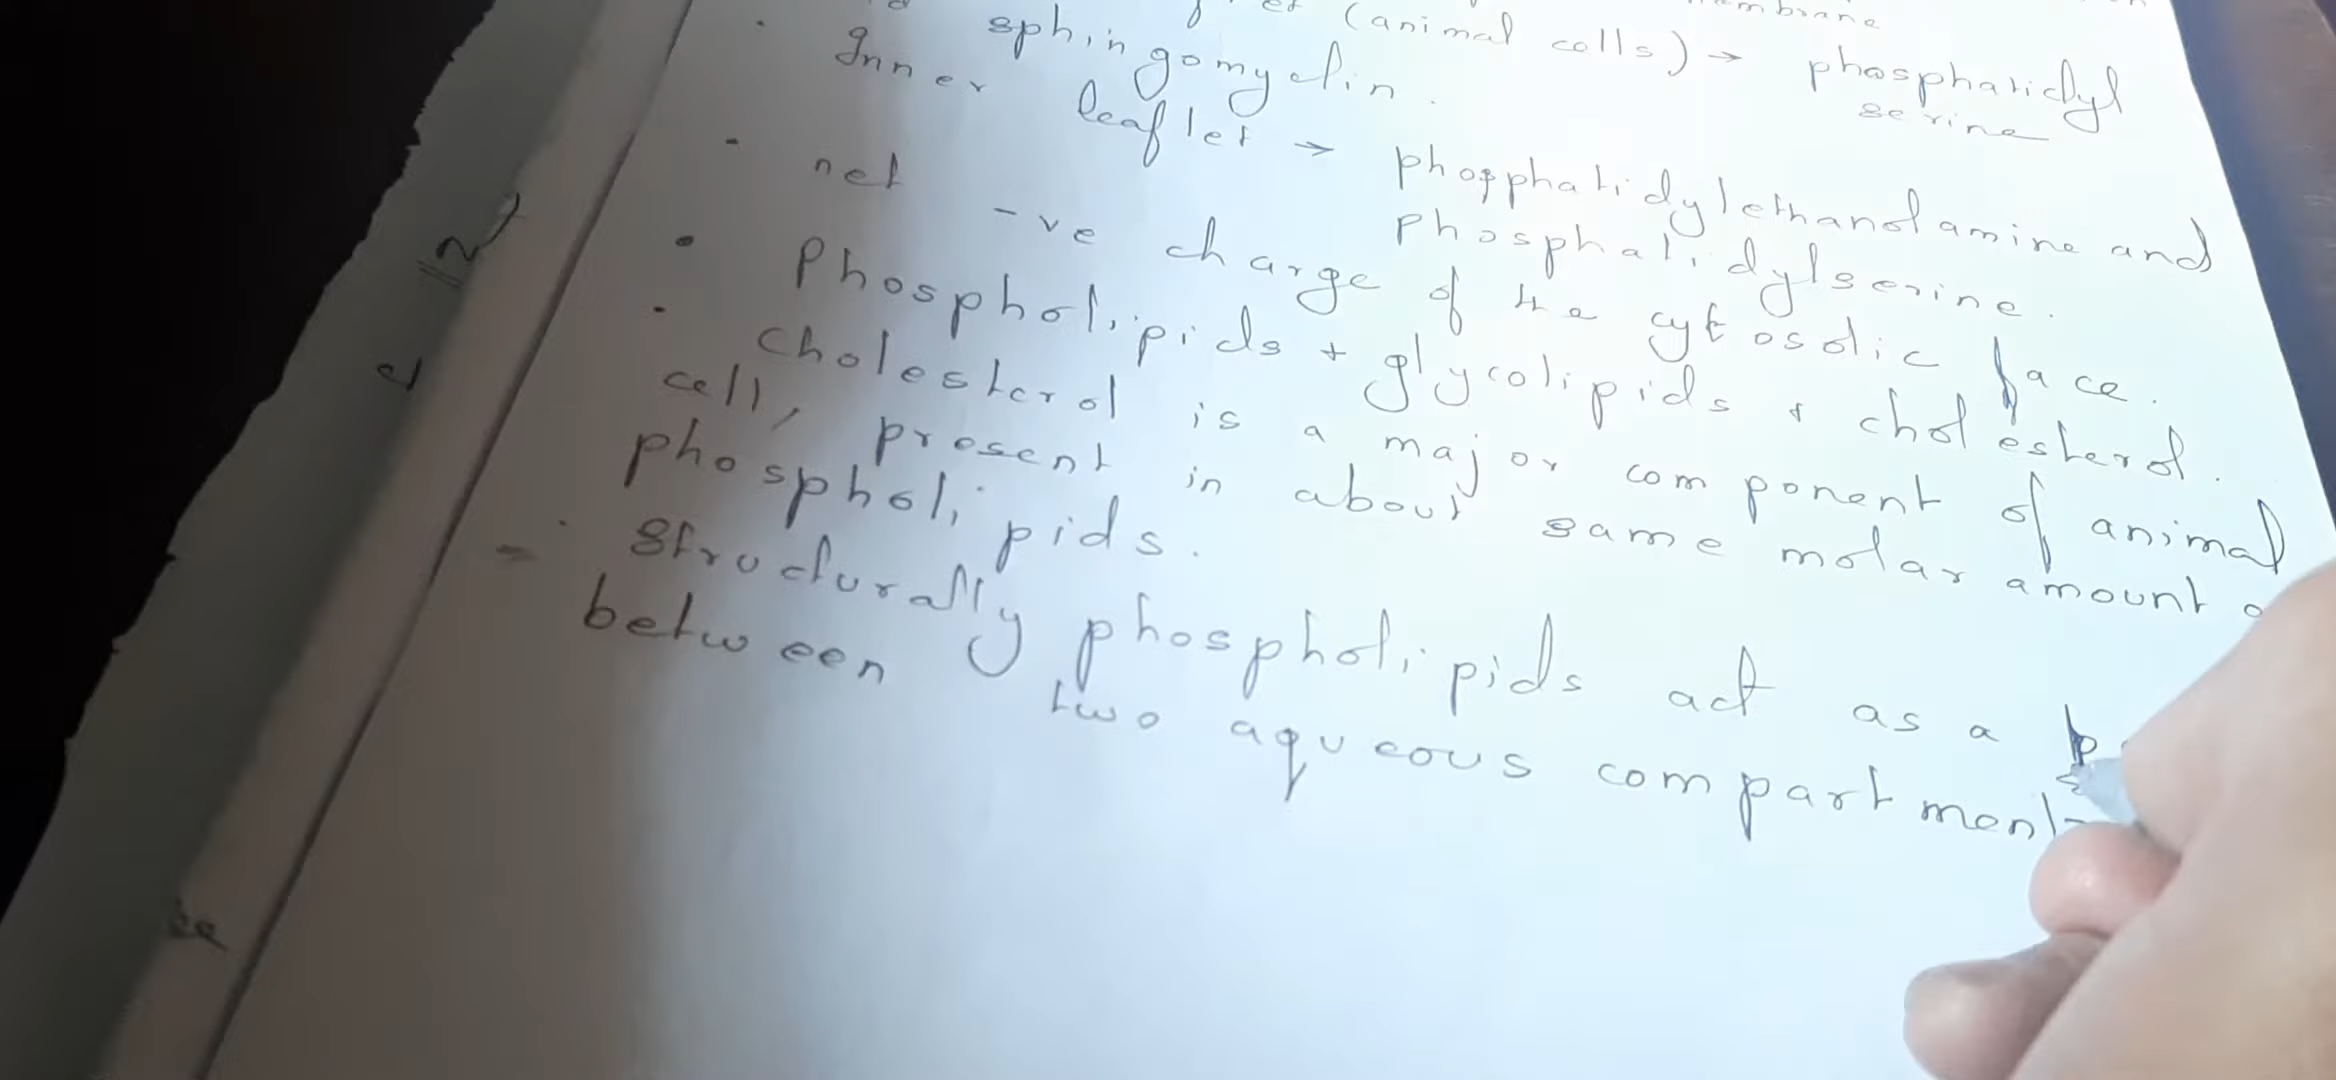 membrane
(animal cells) → phosphatidyl
serine
sphingomyelin.
Inner leaflet → phosphatidylethanolamine and
phosphatidylserine.
net -ve charge of the cytosolic face.
Phospholipids + glycolipids + cholesterol.
cholesterol is a major component of animal
cell, present in about same molar amount
phospholipids.
Structurally phospholipids act as a
between two aqueous compartment